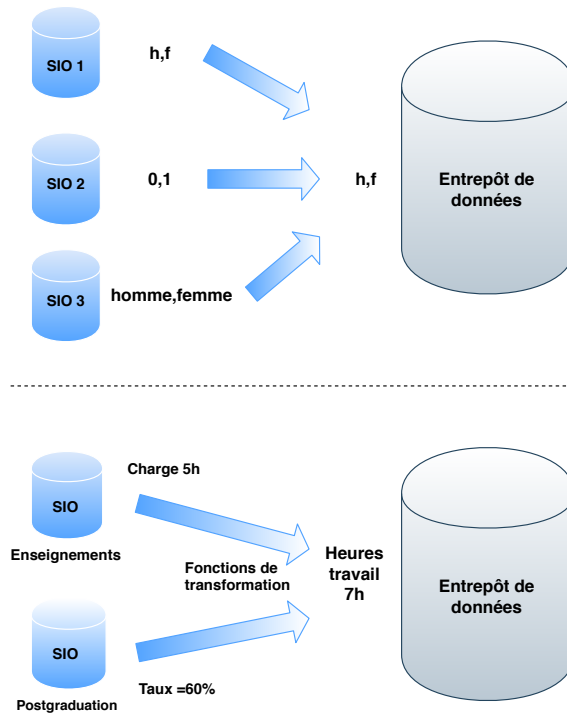 SIO 1
h,f
SIO 2
0,1
h,f
Entrepôt de
données
SIO 3
homme,femme
Charge 5h
SIO
Enseignements
Fonctions de
transformation
Heures
travail
7h
Entrepôt de
données
SIO
Postgraduation
Taux =60%